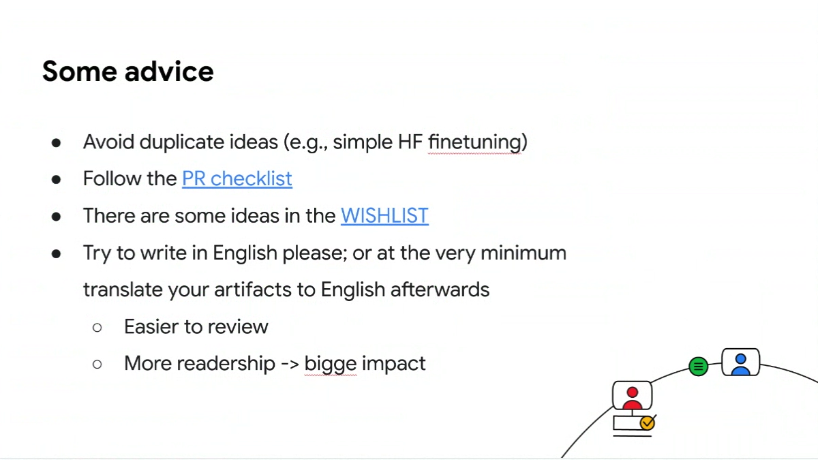 Some advice
● Avoid duplicate ideas (e.g., simple HF finetuning)
● Follow the PR checklist
● There are some ideas in the WISHLIST
● Try to write in English please; or at the very minimum
translate your artifacts to English afterwards
○ Easier to review
○ More readership -> bigge impact